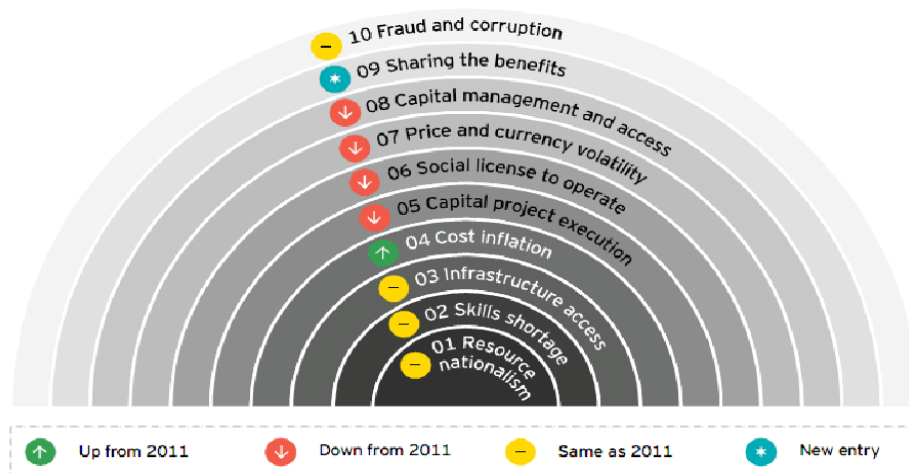 10 Fraud and corruption
09 Sharing the benefits
08 Capital management and access
07 Price and currency volatility
06 Social license to operate
05 Capital project execution
04 Cost inflation
03 Infrastructure access
02 Skills shortage
01 Resource
nationalism
Up from 2011
Down from 2011
Same as 2011
New entry